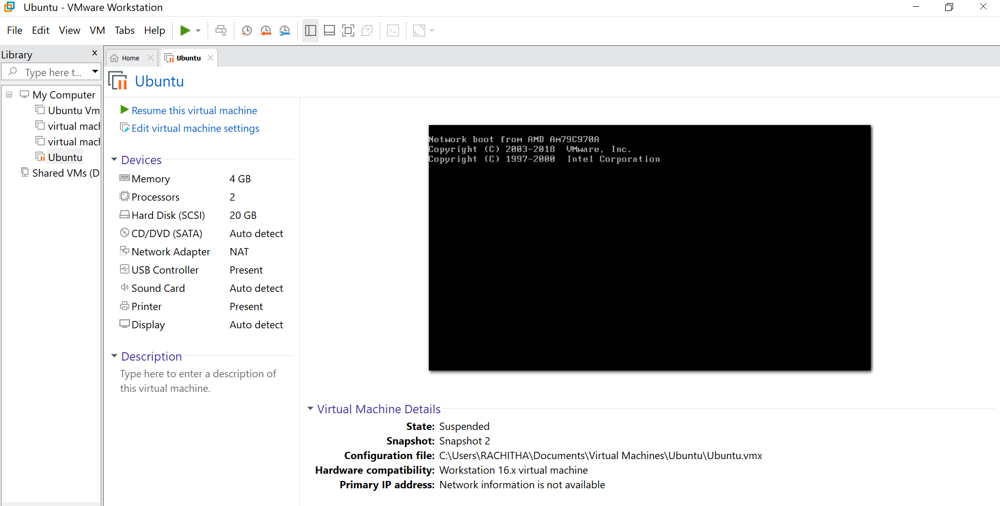 Ubuntu - VMware Workstation
File Edit View VM Tabs Help
Library
Type here t...
My Computer
Ubuntu Vm
virtual mach
virtual mach
Ubuntu
Shared VMs (D
Home
Ubuntu
Ubuntu
Resume this virtual machine
Edit virtual machine settings
Devices
Memory 4 GB
Processors 2
Hard Disk (SCSI) 20 GB
CD/DVD (SATA) Auto detect
Network Adapter NAT
USB Controller Present
Sound Card Auto detect
Printer Present
Display Auto detect
Description
Type here to enter a description of
this virtual machine.
Network boot from AMD Am79C970A
Copyright (C) 2003-2018 VMware, Inc.
Copyright (C) 1997-2000 Intel Corporation
Virtual Machine Details
State: Suspended
Snapshot: Snapshot 2
Configuration file: C:\Users\RACHITHA\Documents\Virtual Machines\Ubuntu\Ubuntu.vmx
Hardware compatibility: Workstation 16.x virtual machine
Primary IP address: Network information is not available